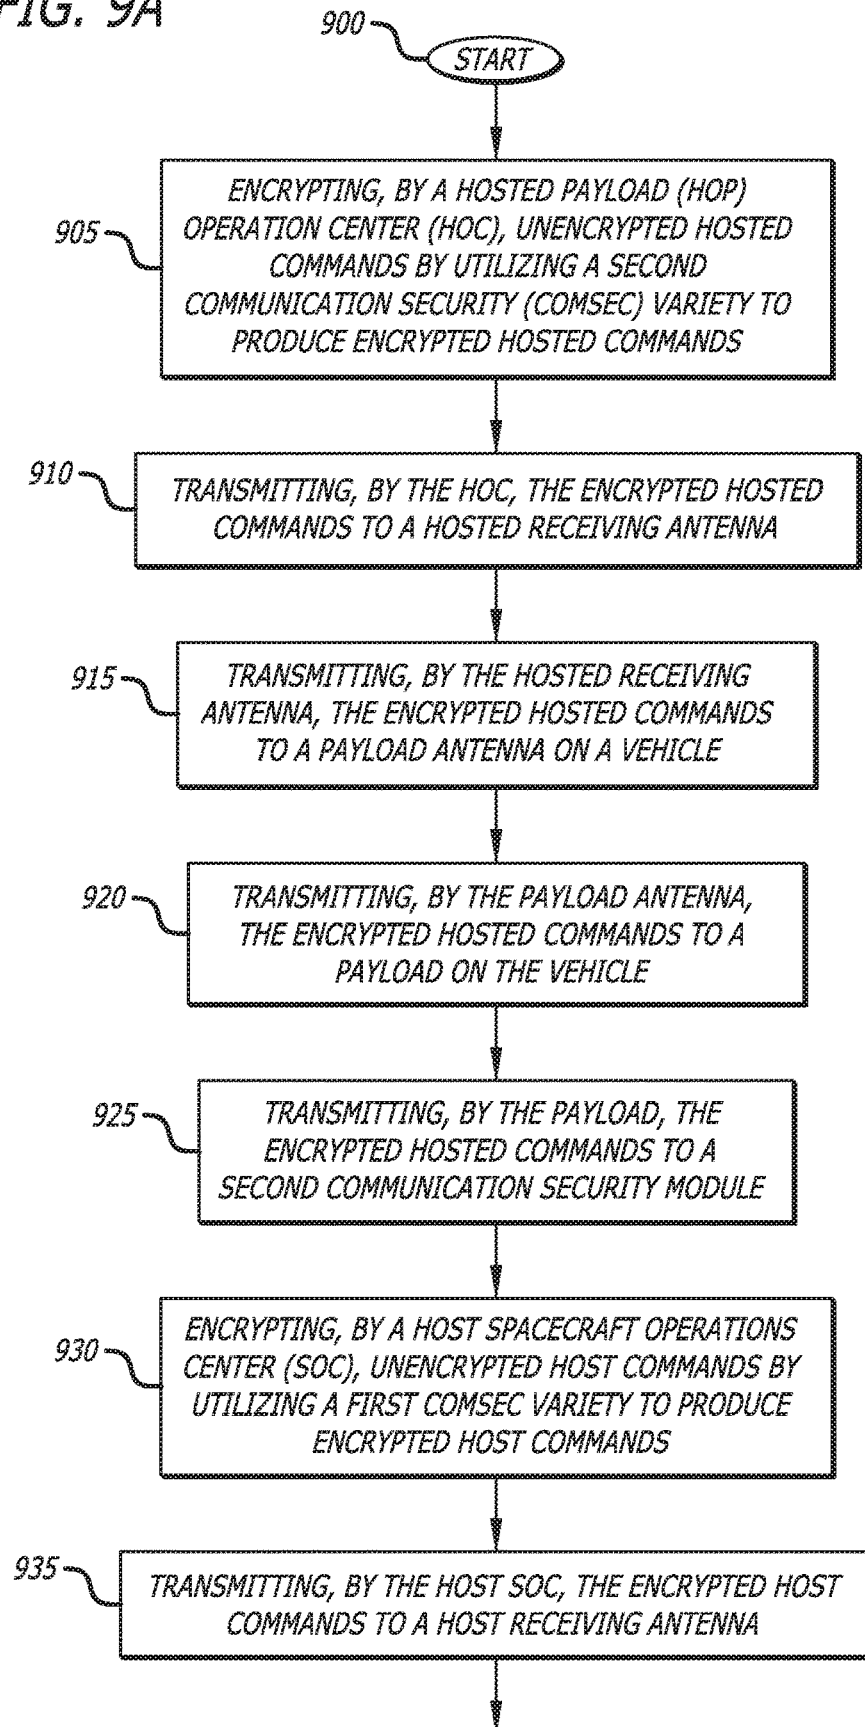 FIG. 9A
900
START
905
ENCRYPTING, BY A HOSTED PAYLOAD (HOP)
OPERATION CENTER (HOC), UNENCRYPTED HOSTED
COMMANDS BY UTILIZING A SECOND
COMMUNICATION SECURITY (COMSEC) VARIETY TO
PRODUCE ENCRYPTED HOSTED COMMANDS
910
TRANSMITTING, BY THE HOC, THE ENCRYPTED HOSTED
COMMANDS TO A HOSTED RECEIVING ANTENNA
915
TRANSMITTING, BY THE HOSTED RECEIVING
ANTENNA, THE ENCRYPTED HOSTED COMMANDS
TO A PAYLOAD ANTENNA ON A VEHICLE
920
TRANSMITTING, BY THE PAYLOAD ANTENNA,
THE ENCRYPTED HOSTED COMMANDS TO A
PAYLOAD ON THE VEHICLE
925
TRANSMITTING, BY THE PAYLOAD, THE
ENCRYPTED HOSTED COMMANDS TO A
SECOND COMMUNICATION SECURITY MODULE
930
ENCRYPTING, BY A HOST SPACECRAFT OPERATIONS
CENTER (SOC), UNENCRYPTED HOST COMMANDS BY
UTILIZING A FIRST COMSEC VARIETY TO PRODUCE
ENCRYPTED HOST COMMANDS
935
TRANSMITTING, BY THE HOST SOC, THE ENCRYPTED HOST
COMMANDS TO A HOST RECEIVING ANTENNA